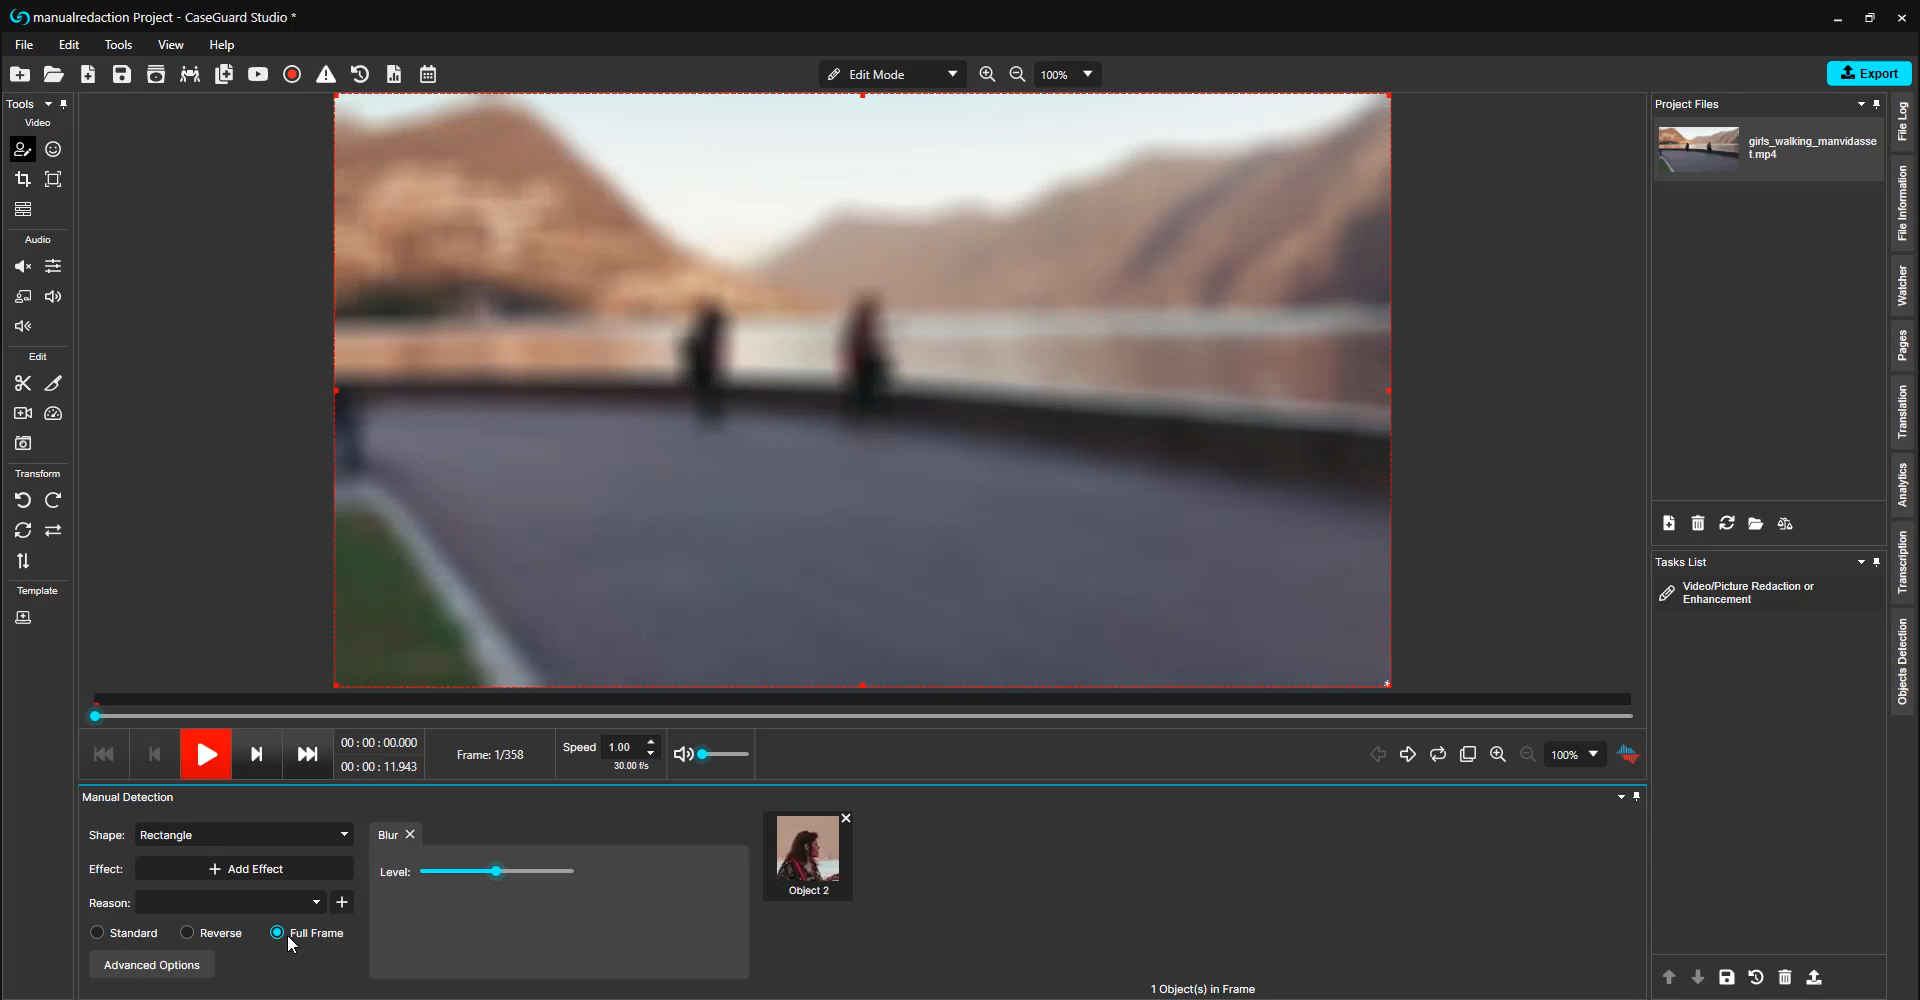 manualredaction Project - CaseGuard Studio *
File Edit Tools View Help
Edit Mode 100% Export
Tools
Video
Audio
Edit
Transform
Template
Project Files
girls_walking_manvidasse
t.mp4
Tasks List
Video/Picture Redaction or
Enhancement
File Log
File Information
Watcher
Pages
Translation
Analytics
Transcription
Objects Detection
00 : 00 : 00.000
00 : 00 : 11.943
Frame: 1/358
Speed 1.00
30.00 f/s
100%
Manual Detection
Shape: Rectangle
Effect: + Add Effect
Reason:
Standard Reverse Full Frame
Advanced Options
Blur
Level:
Object 2
1 Object(s) in Frame